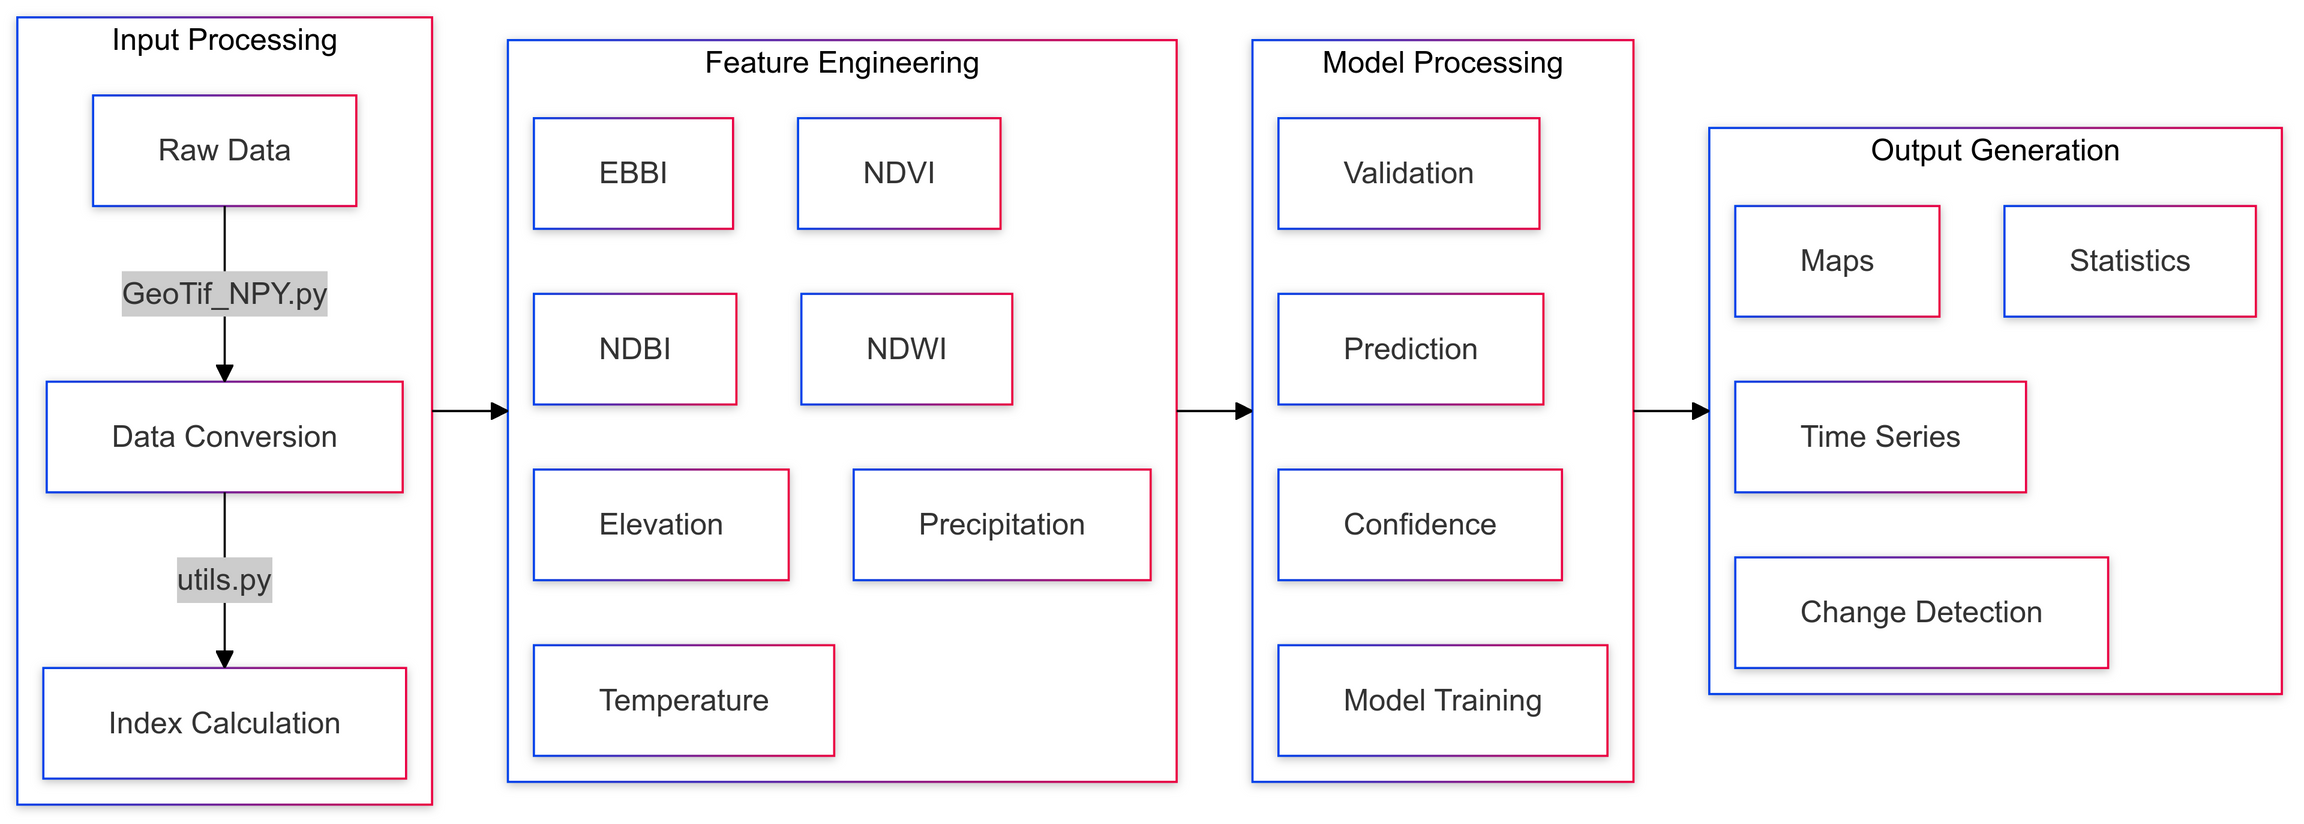 Input Processing
Raw Data
GeoTif_NPY.py
Data Conversion
utils.py
Index Calculation
Feature Engineering
EBBI
NDVI
NDBI
NDWI
Elevation
Precipitation
Temperature
Model Processing
Validation
Prediction
Confidence
Model Training
Output Generation
Maps
Statistics
Time Series
Change Detection